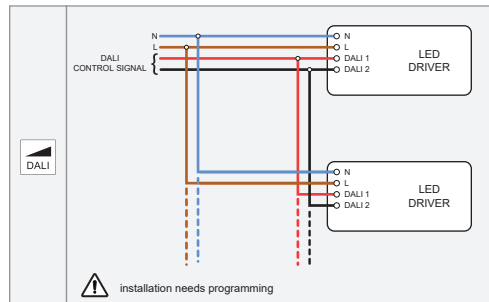 N
L
DALI
CONTROL SIGNAL
N
L
DALI 1
DALI 2
LED
DRIVER
DALI
N
L
DALI 1
DALI 2
LED
DRIVER
installation needs programming